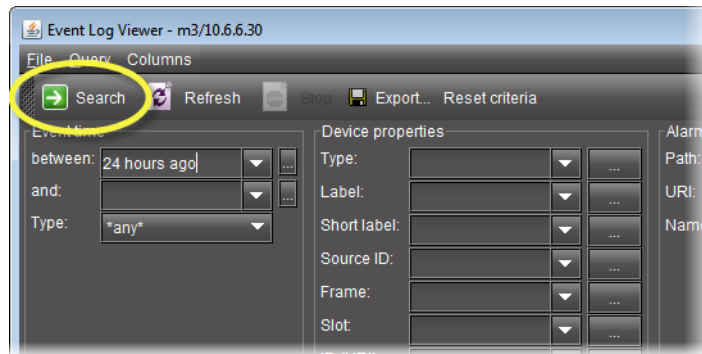 Event Log Viewer - m3/10.6.6.30
File Query Columns
Search Refresh Stop Export... Reset criteria
Event time Device properties Alarm
between: 24 hours ago ... Type: ... Path:
and: ... Label: ... URI:
Type: *any* Short label: ... Name
Source ID: ...
Frame: ...
Slot: ...